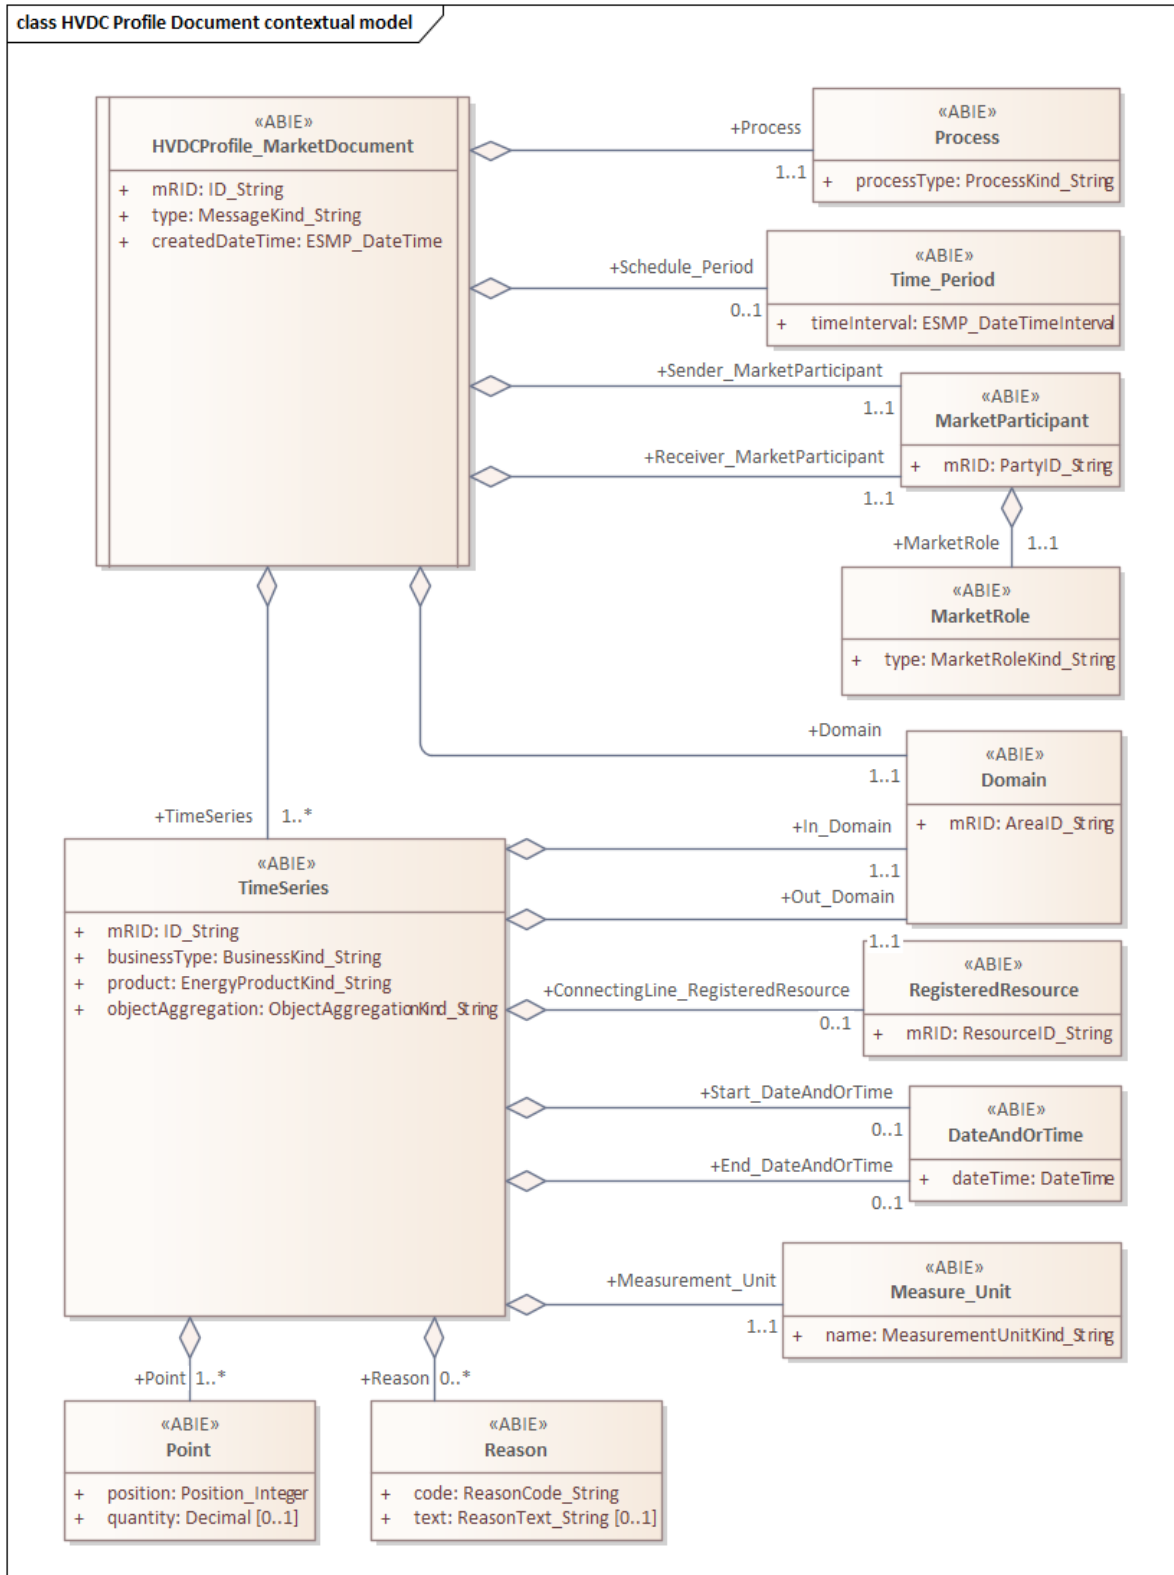 class HVDC Profile Document contextual model
«ABIE»
HVDCProfile_MarketDocument
+ mRID: ID_String
+ type: MessageKind_String
+ createdDateTime: ESMP_DateTime
+Process
1..1
«ABIE»
Process
+ processType: ProcessKind_String
+Schedule_Period
0..1
«ABIE»
Time_Period
+ timeInterval: ESMP_DateTimeInterval
+Sender_MarketParticipant
1..1
+Receiver_MarketParticipant
1..1
«ABIE»
MarketParticipant
+ mRID: PartyID_String
+MarketRole 1..1
«ABIE»
MarketRole
+ type: MarketRoleKind_String
+Domain
1..1
«ABIE»
Domain
+ mRID: AreaID_String
+TimeSeries 1..*
+In_Domain
1..1
+Out_Domain
1..1
«ABIE»
TimeSeries
+ mRID: ID_String
+ businessType: BusinessKind_String
+ product: EnergyProductKind_String
+ objectAggregation: ObjectAggregationKind_String
+ConnectingLine_RegisteredResource
0..1
«ABIE»
RegisteredResource
+ mRID: ResourceID_String
+Start_DateAndOrTime
0..1
+End_DateAndOrTime
0..1
«ABIE»
DateAndOrTime
+ dateTime: DateTime
+Measurement_Unit
1..1
«ABIE»
Measure_Unit
+ name: MeasurementUnitKind_String
+Point 1..*
+Reason 0..*
«ABIE»
Point
+ position: Position_Integer
+ quantity: Decimal [0..1]
«ABIE»
Reason
+ code: ReasonCode_String
+ text: ReasonText_String [0..1]